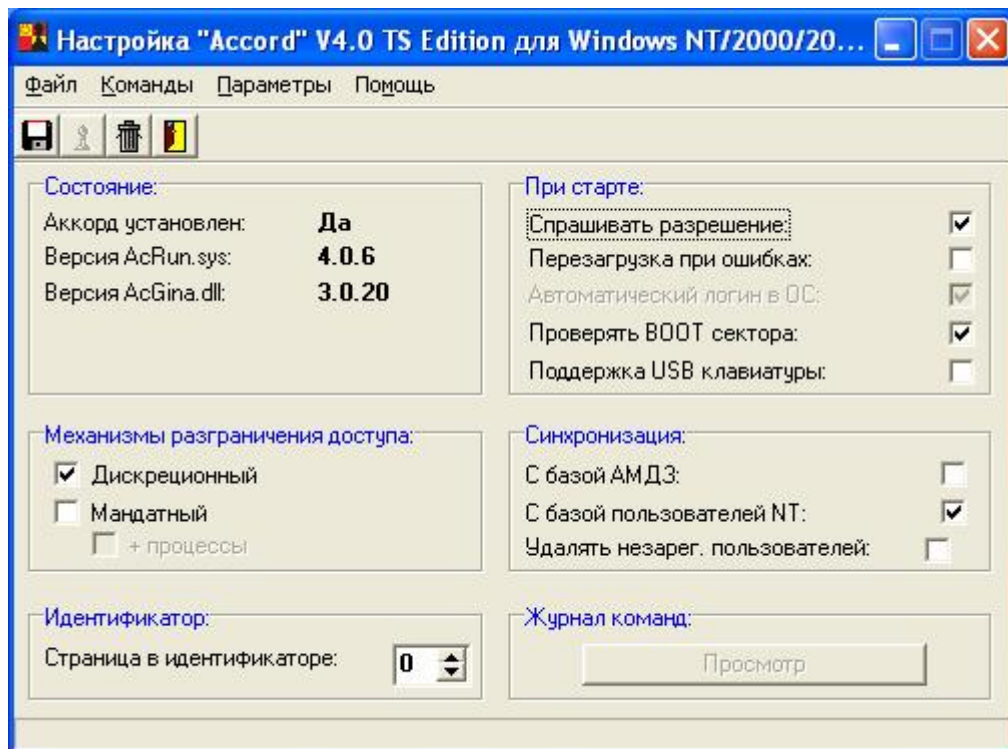 Настройка "Accord" V4.0 TS Edition для Windows NT/2000/20...
Файл Команды Параметры Помощь
Состояние:
Аккорд установлен: Да
Версия AcRun.sys: 4.0.6
Версия AcGina.dll: 3.0.20
При старте:
Спрашивать разрешение:
Перезагрузка при ошибках:
Автоматический логин в ОС:
Проверять BOOT сектора:
Поддержка USB клавиатуры:
Механизмы разграничения доступа:
Дискреционный
Мандатный
+ процессы
Синхронизация:
С базой АМДЗ:
С базой пользователей NT:
Удалять незарег. пользователей:
Идентификатор:
Страница в идентификаторе: 0
Журнал команд:
Просмотр